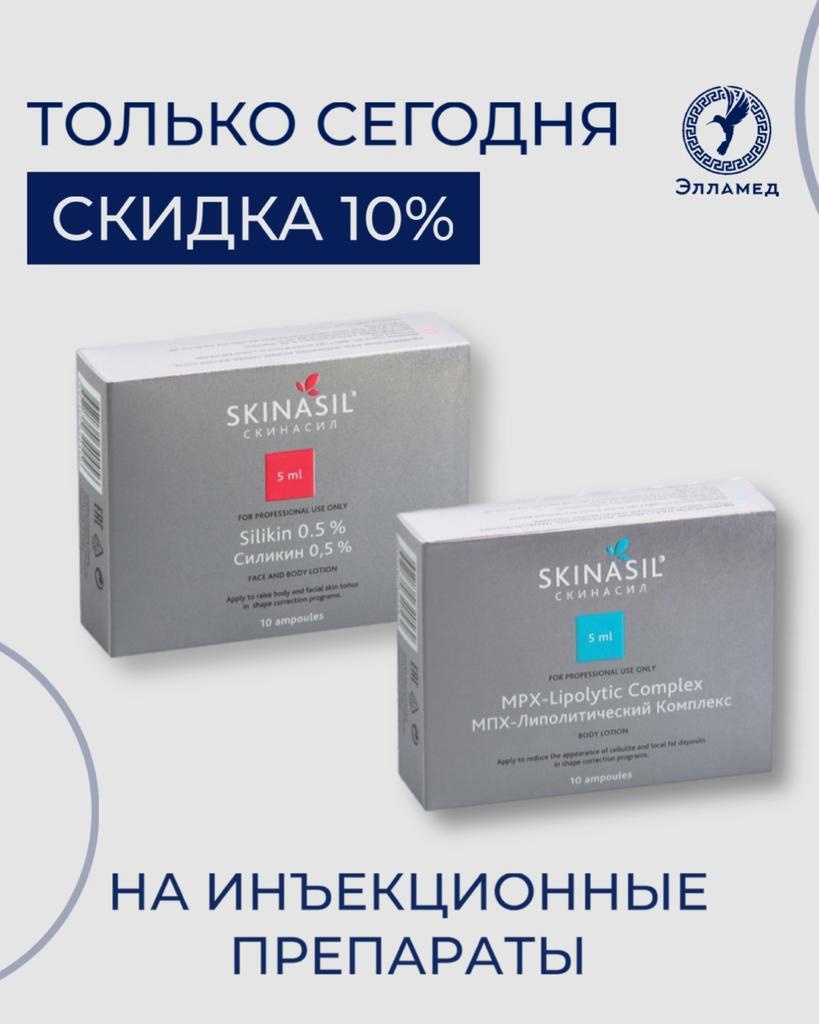 ТОЛЬКО СЕГОДНЯ
СКИДКА 10%
Элламед
SKINASIL®
СКИНАСИЛ
5 ml
FOR PROFESSIONAL USE ONLY
Silikin 0.5 %
Силикин 0,5 %
FACE AND BODY LOTION
Apply to raise body and facial skin tonus
in shape correction programs.
10 ampoules
EAC
SKINASIL®
СКИНАСИЛ
5 ml
FOR PROFESSIONAL USE ONLY
MPX-Lipolytic Complex
МПХ-Липолитический Комплекс
BODY LOTION
Apply to reduce the appearance of cellulite and local fat deposits
in shape correction programs.
10 ampoules
EAC
НА ИНЪЕКЦИОННЫЕ
ПРЕПАРАТЫ